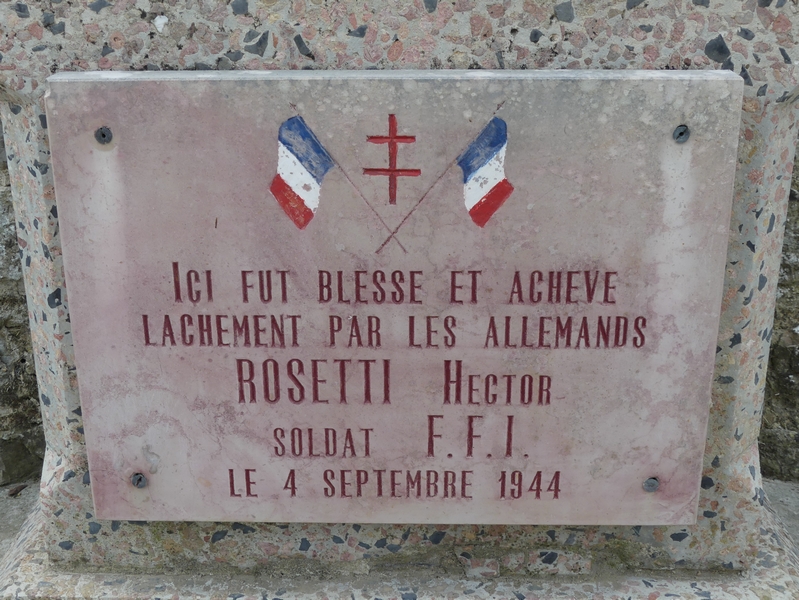 ICI FUT BLESSE ET ACHEVE
LACHEMENT PAR LES ALLEMANDS
ROSETTI HECTOR
SOLDAT F.F.I.
LE 4 SEPTEMBRE 1944